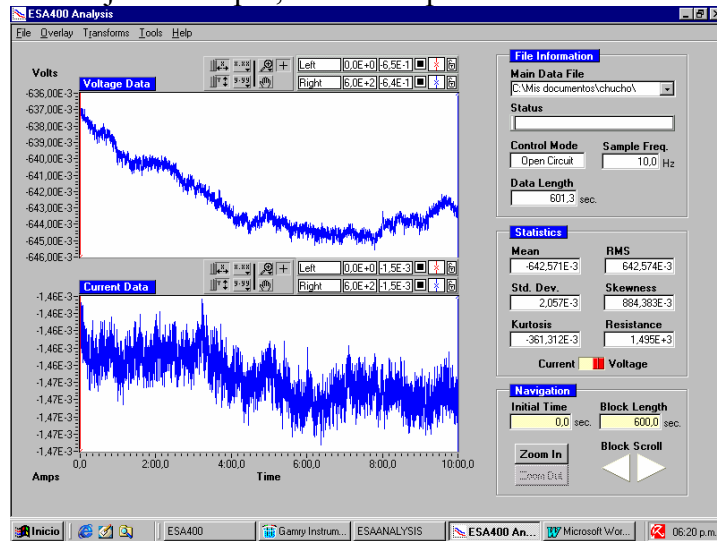 ESA400 Analysis
File Overlay Transforms Tools Help
Volts
Voltage Data
Left 0,0E+0 -6,5E-1
Right 6,0E+2 -6,4E-1
-636,00E-3
-637,00E-3
-638,00E-3
-639,00E-3
-640,00E-3
-641,00E-3
-642,00E-3
-643,00E-3
-644,00E-3
-645,00E-3
-646,00E-3
Current Data
Left 0,0E+0 -1,5E-3
Right 6,0E+2 -1,5E-3
-1,46E-3
-1,46E-3
-1,46E-3
-1,46E-3
-1,47E-3
-1,47E-3
-1,47E-3
-1,47E-3
-1,47E-3
0,0 2:00,0 4:00,0 6:00,0 8:00,0 10:00,0
Amps Time
File Information
Main Data File
C:\Mis documentos\chucho\
Status
Control Mode Sample Freq.
Open Circuit 10,0 Hz
Data Length
601,3 sec.
Statistics
Mean RMS
-642,571E-3 642,574E-3
Std. Dev. Skewness
2,057E-3 884,383E-3
Kurtosis Resistance
-361,312E-3 1,495E+3
Current Voltage
Navigation
Initial Time Block Length
0,0 sec. 600,0 sec.
Zoom In Block Scroll
Zoom Out
Inicio ESA400 Gamry Instrum... ESAANALYSIS ESA400 An... Microsoft Wor... 06:20 p.m.